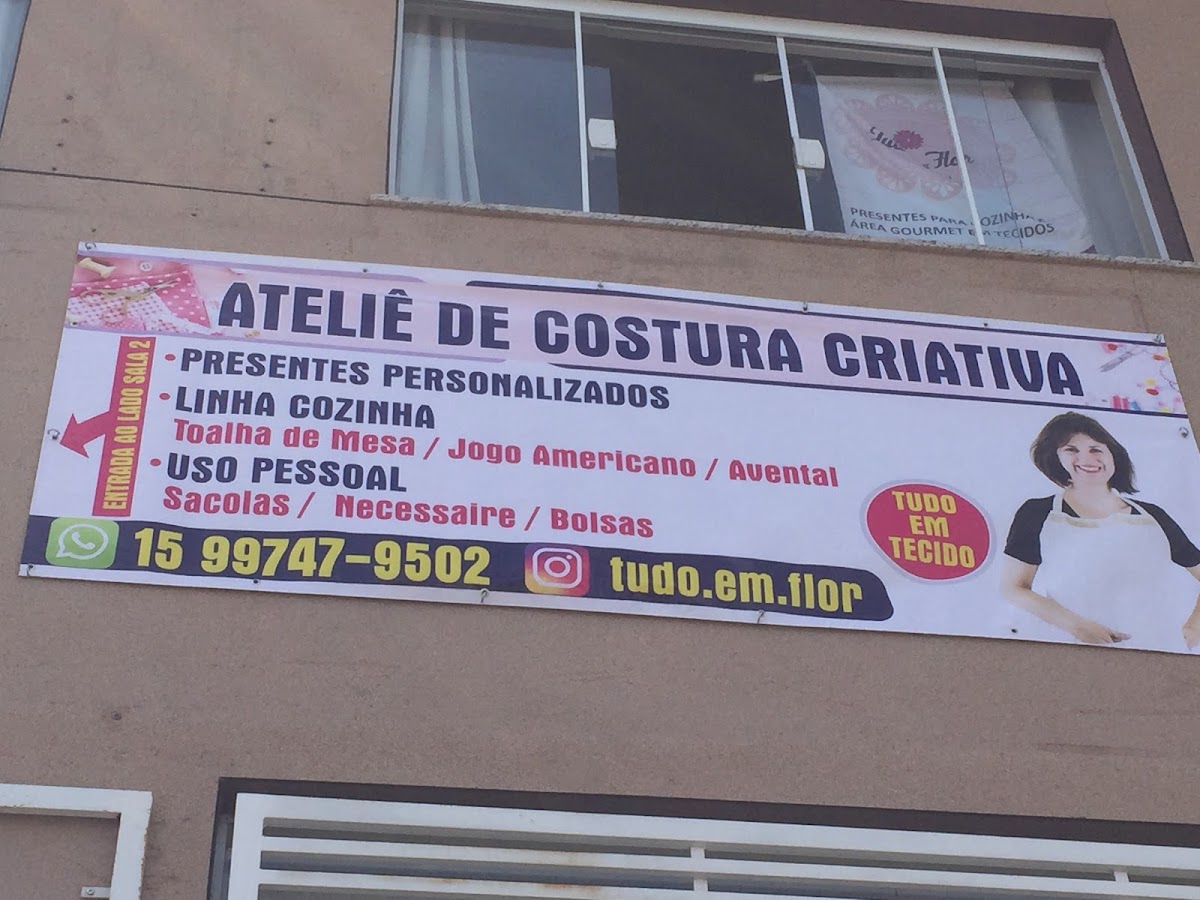 Flor
PRESENTES PARA COZINHA E
ÁREA GOURMET EM TECIDOS
ATELIÊ DE COSTURA CRIATIVA
ENTRADA AO LADO SALA 2
• PRESENTES PERSONALIZADOS
• LINHA COZINHA
Toalha de Mesa / Jogo Americano / Avental
• USO PESSOAL
Sacolas / Necessaire / Bolsas
TUDO
EM
TECIDO
15 99747-9502 tudo.em.flor